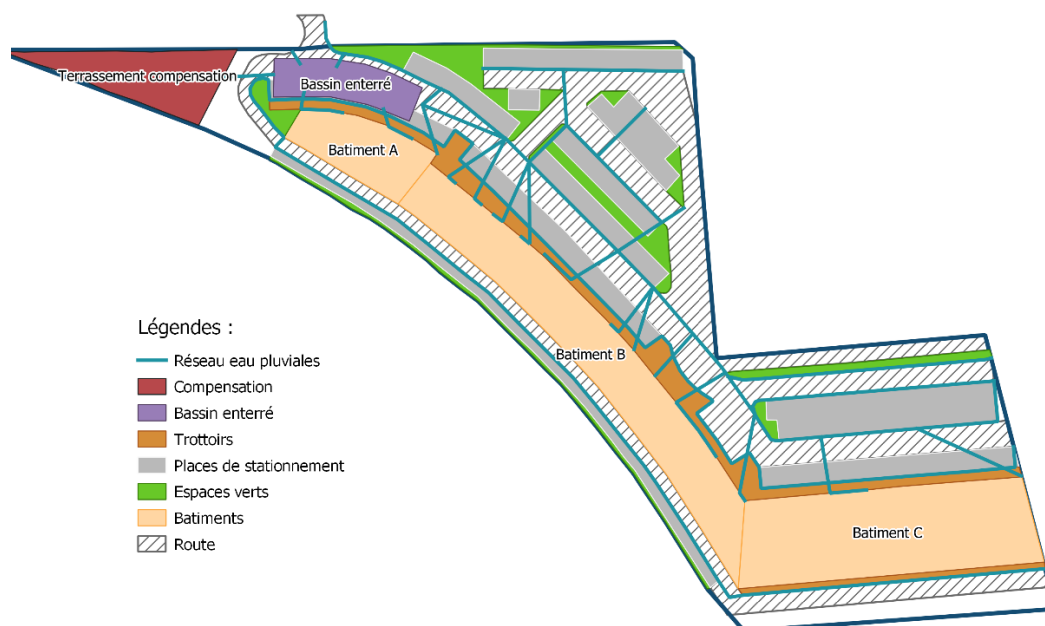 Terrassement compensation
Bassin enterré
Batiment A
Batiment B
Batiment C
Légendes :
Réseau eau pluviales
Compensation
Bassin enterré
Trottoirs
Places de stationnement
Espaces verts
Batiments
Route